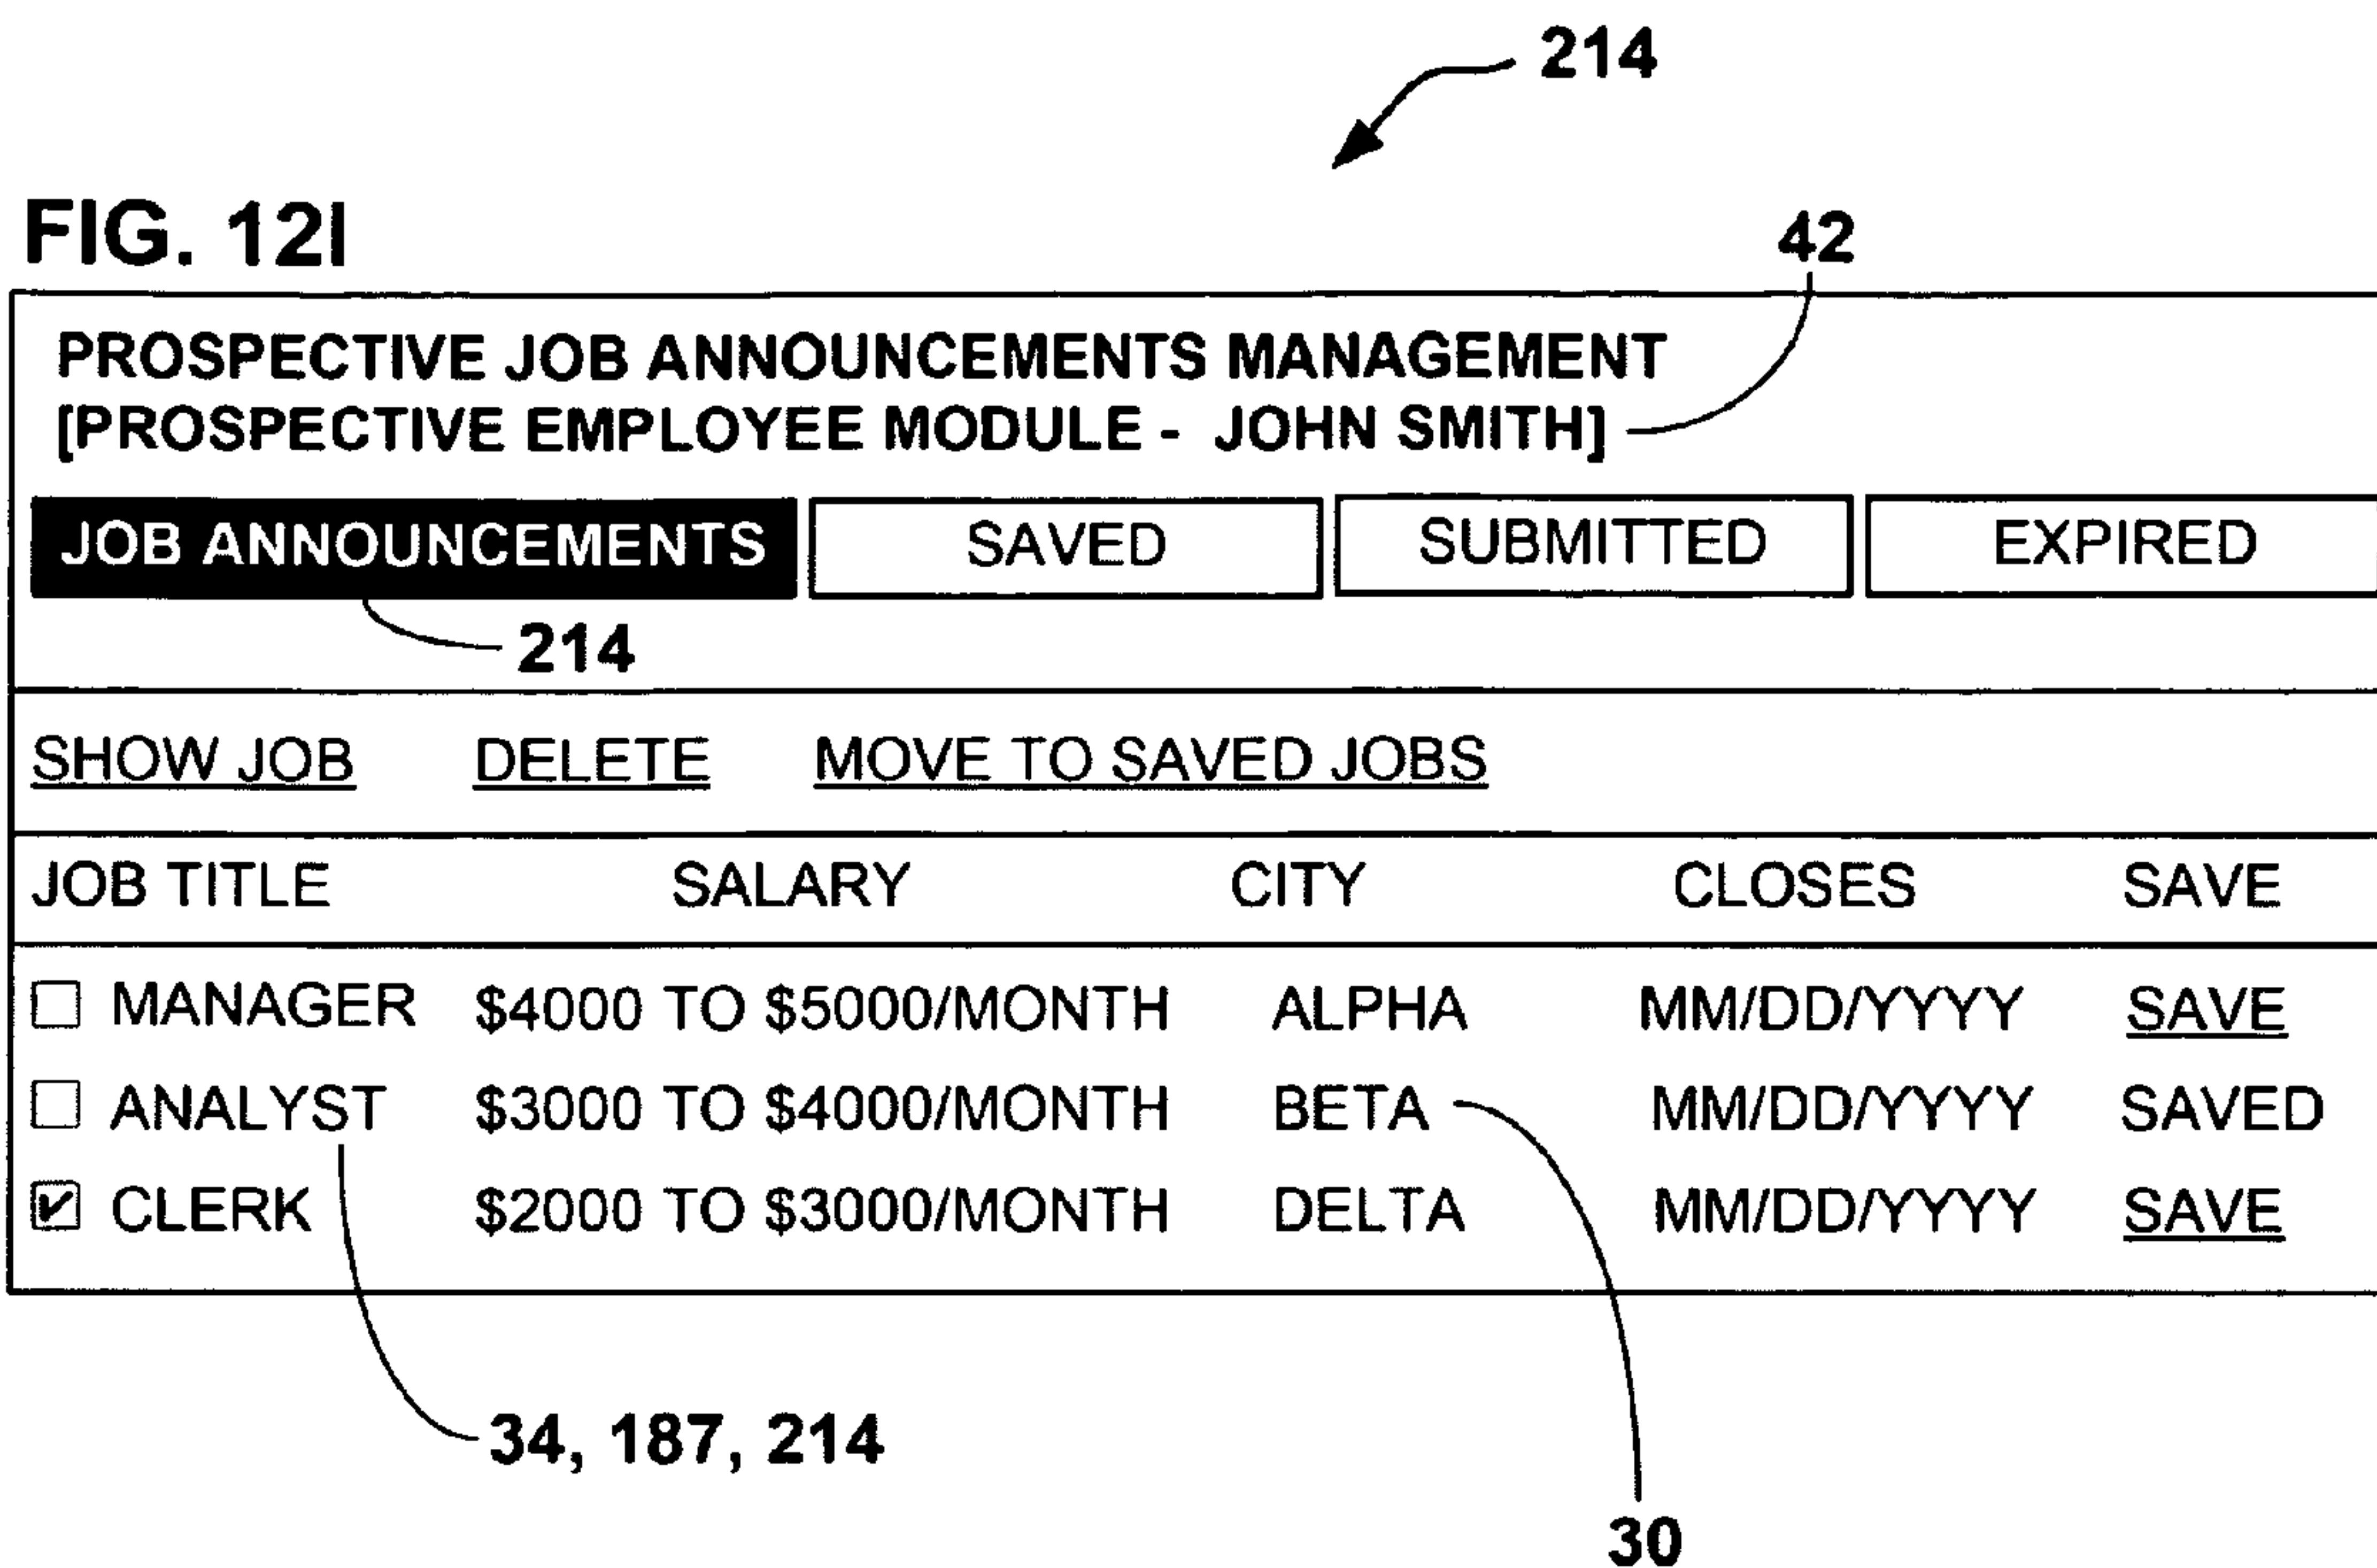 214
FIG. 12I
42
PROSPECTIVE JOB ANNOUNCEMENTS MANAGEMENT
[PROSPECTIVE EMPLOYEE MODULE - JOHN SMITH]
JOB ANNOUNCEMENTS SAVED SUBMITTED EXPIRED
214
SHOW JOB DELETE MOVE TO SAVED JOBS
JOB TITLE SALARY CITY CLOSES SAVE
MANAGER $4000 TO $5000/MONTH ALPHA MM/DD/YYYY SAVE
ANALYST $3000 TO $4000/MONTH BETA MM/DD/YYYY SAVED
CLERK $2000 TO $3000/MONTH DELTA MM/DD/YYYY SAVE
34, 187, 214
30